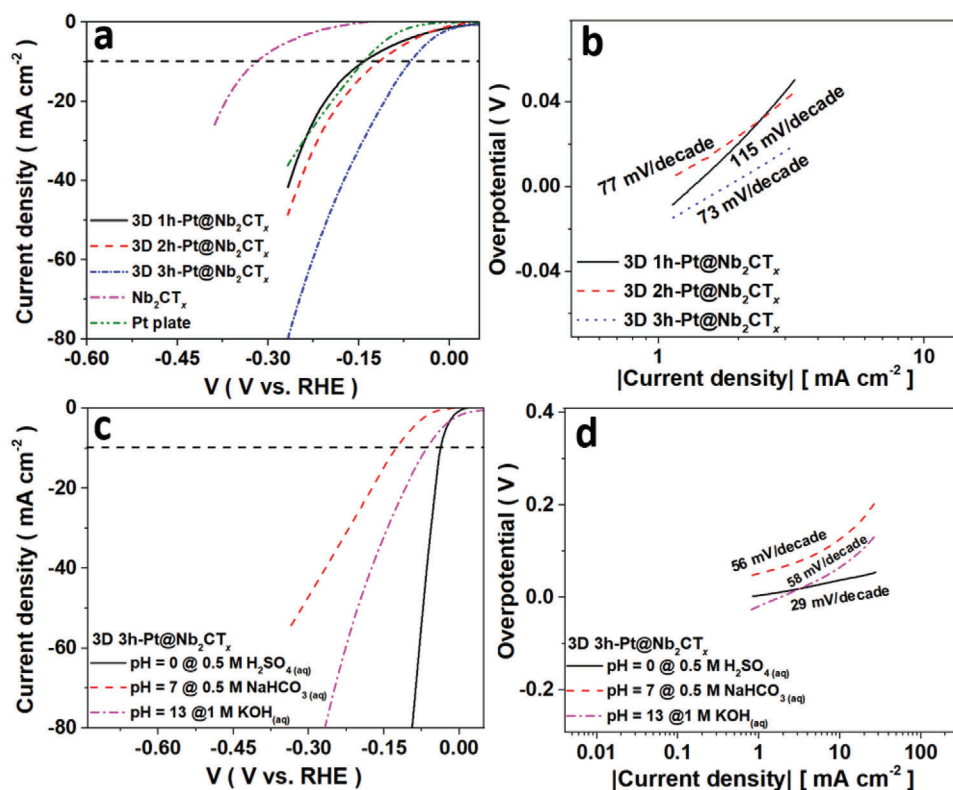 a
Current density ( mA cm-2 )
0
-20
-40
-60
-80
3D 1h-Pt@Nb2CTx
3D 2h-Pt@Nb2CTx
3D 3h-Pt@Nb2CTx
Nb2CTx
Pt plate
-0.60 -0.45 -0.30 -0.15 0.00
V ( V vs. RHE )
b
Overpotential ( V )
0.04
0.00
-0.04
77 mV/decade
115 mV/decade
73 mV/decade
3D 1h-Pt@Nb2CTx
3D 2h-Pt@Nb2CTx
3D 3h-Pt@Nb2CTx
1 10
|Current density| [ mA cm-2 ]
c
Current density ( mA cm-2 )
0
-20
-40
-60
-80
3D 3h-Pt@Nb2CTx
pH = 0 @ 0.5 M H2SO4(aq)
pH = 7 @ 0.5 M NaHCO3(aq)
pH = 13 @1 M KOH(aq)
-0.60 -0.45 -0.30 -0.15 0.00
V ( V vs. RHE )
d
Overpotential ( V )
0.4
0.2
0.0
-0.2
56 mV/decade
58 mV/decade
29 mV/decade
3D 3h-Pt@Nb2CTx
pH = 0 @ 0.5 M H2SO4(aq)
pH = 7 @ 0.5 M NaHCO3(aq)
pH = 13 @1 M KOH(aq)
0.01 0.1 1 10 100
|Current density| [ mA cm-2 ]